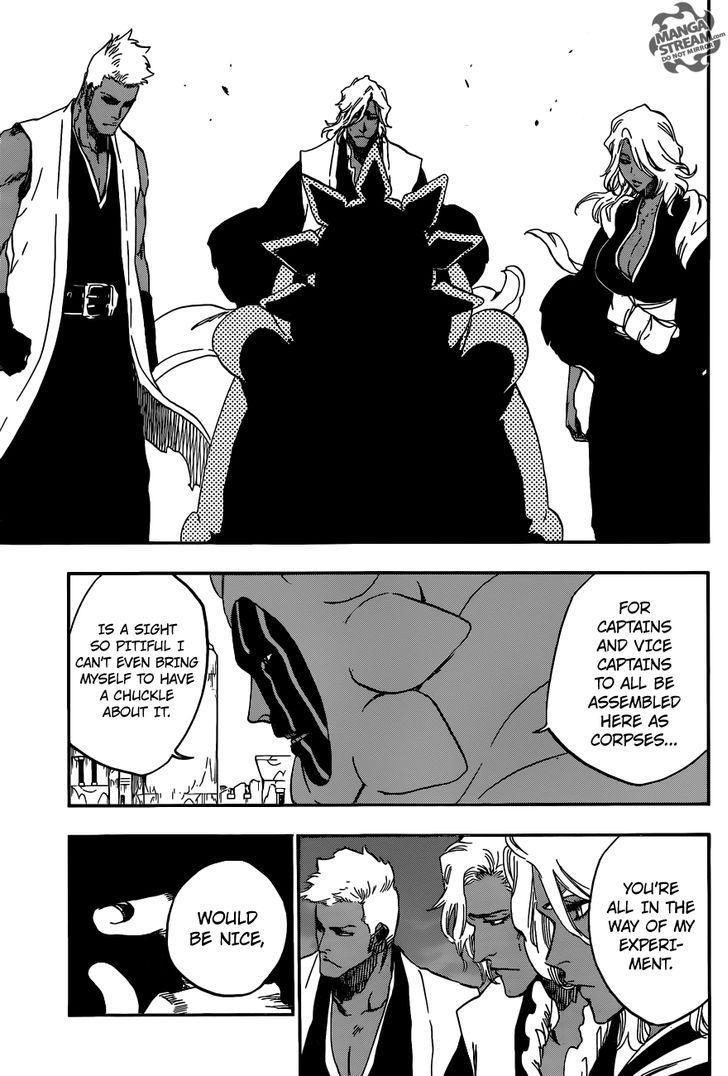 MANGA
STREAM.com
DO NOT MIRROR
FOR
CAPTAINS
AND VICE
CAPTAINS
TO ALL BE
ASSEMBLED
HERE AS
CORPSES...
IS A SIGHT
SO PITIFUL I
CAN'T EVEN BRING
MYSELF TO HAVE
A CHUCKLE
ABOUT IT.
YOU'RE
ALL IN THE
WAY OF MY
EXPERI-
MENT.
WOULD
BE NICE,